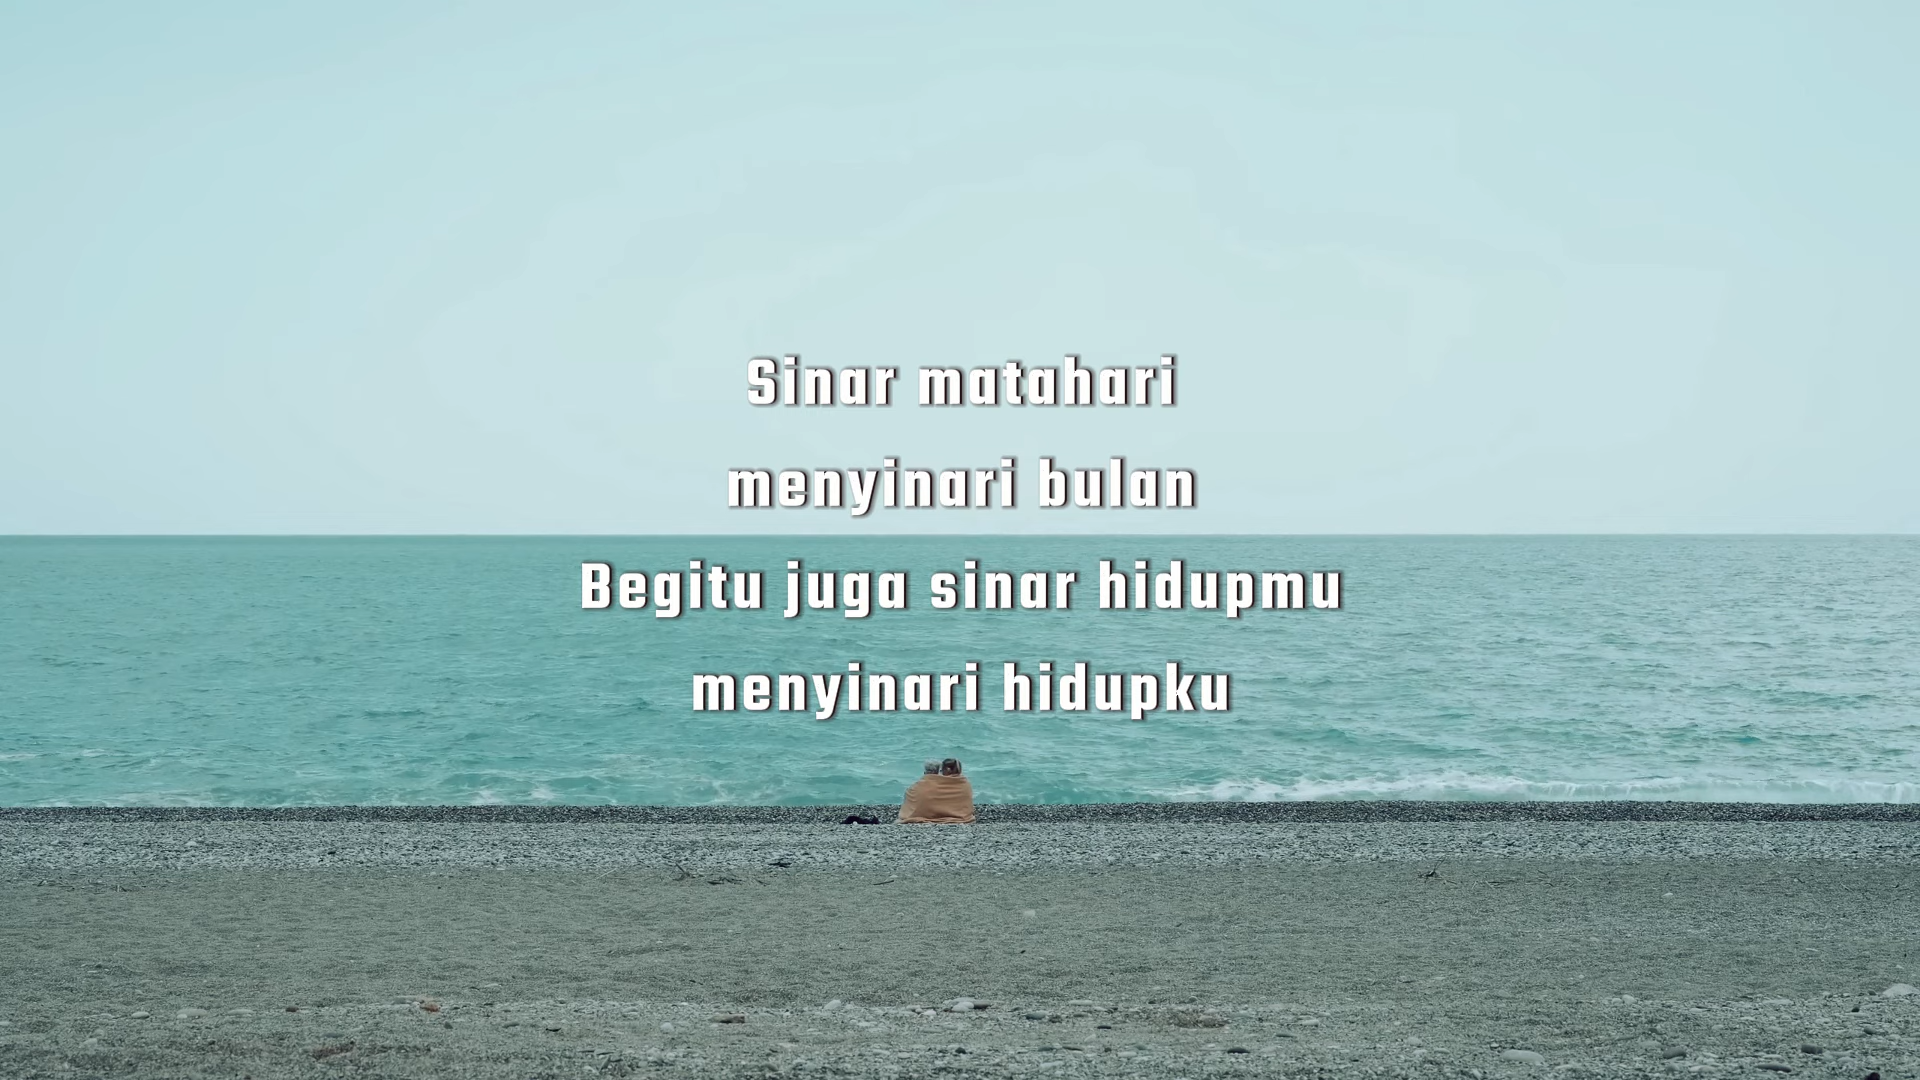 Sinar matahari
menyinari bulan
Begitu juga sinar hidupmu
menyinari hidupku